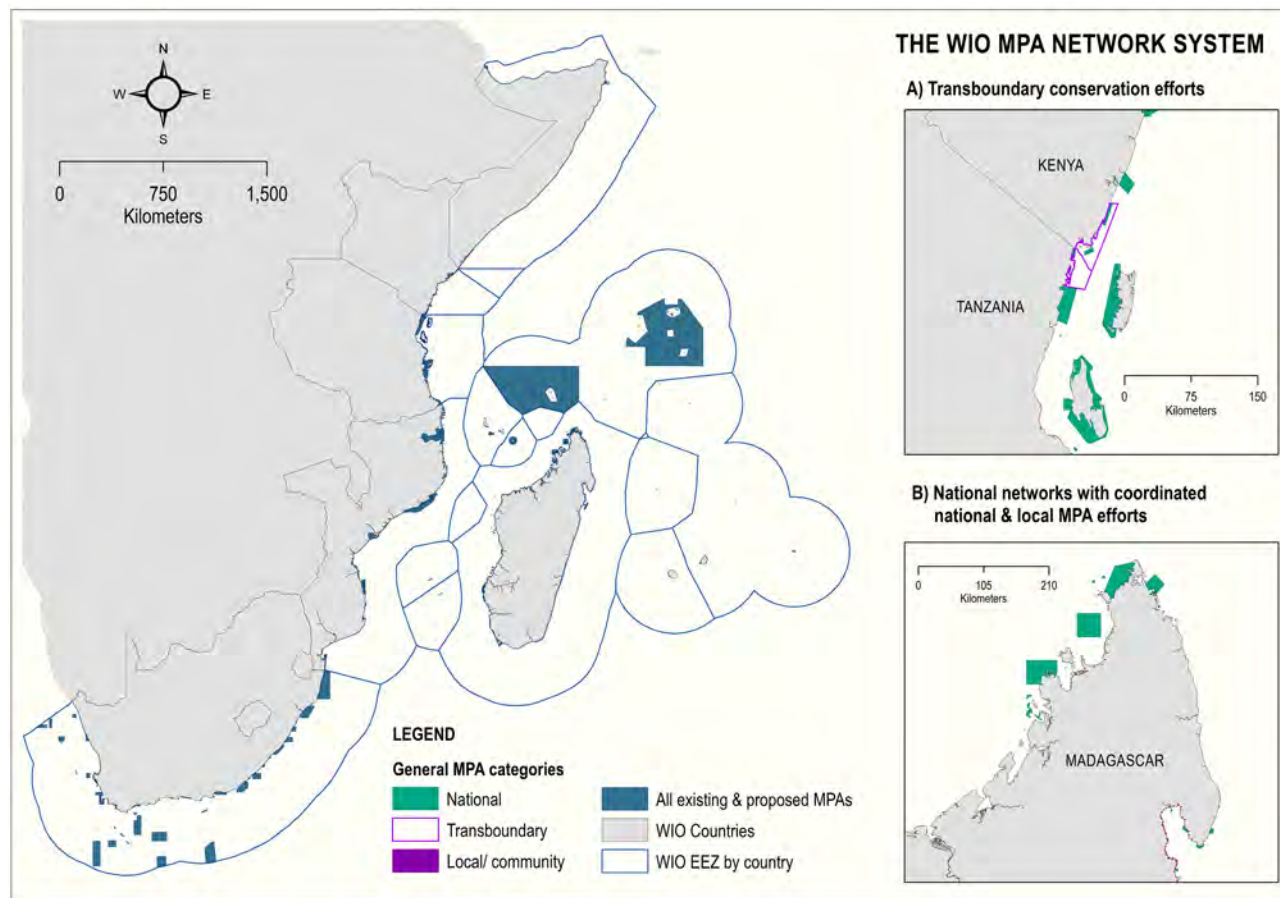 N
W E
S
0 750 1,500
Kilometers
THE WIO MPA NETWORK SYSTEM
A) Transboundary conservation efforts
KENYA
TANZANIA
0 75 150
Kilometers
B) National networks with coordinated
national & local MPA efforts
0 105 210
Kilometers
MADAGASCAR
LEGEND
General MPA categories
National
Transboundary
Local/ community
All existing & proposed MPAs
WIO Countries
WIO EEZ by country